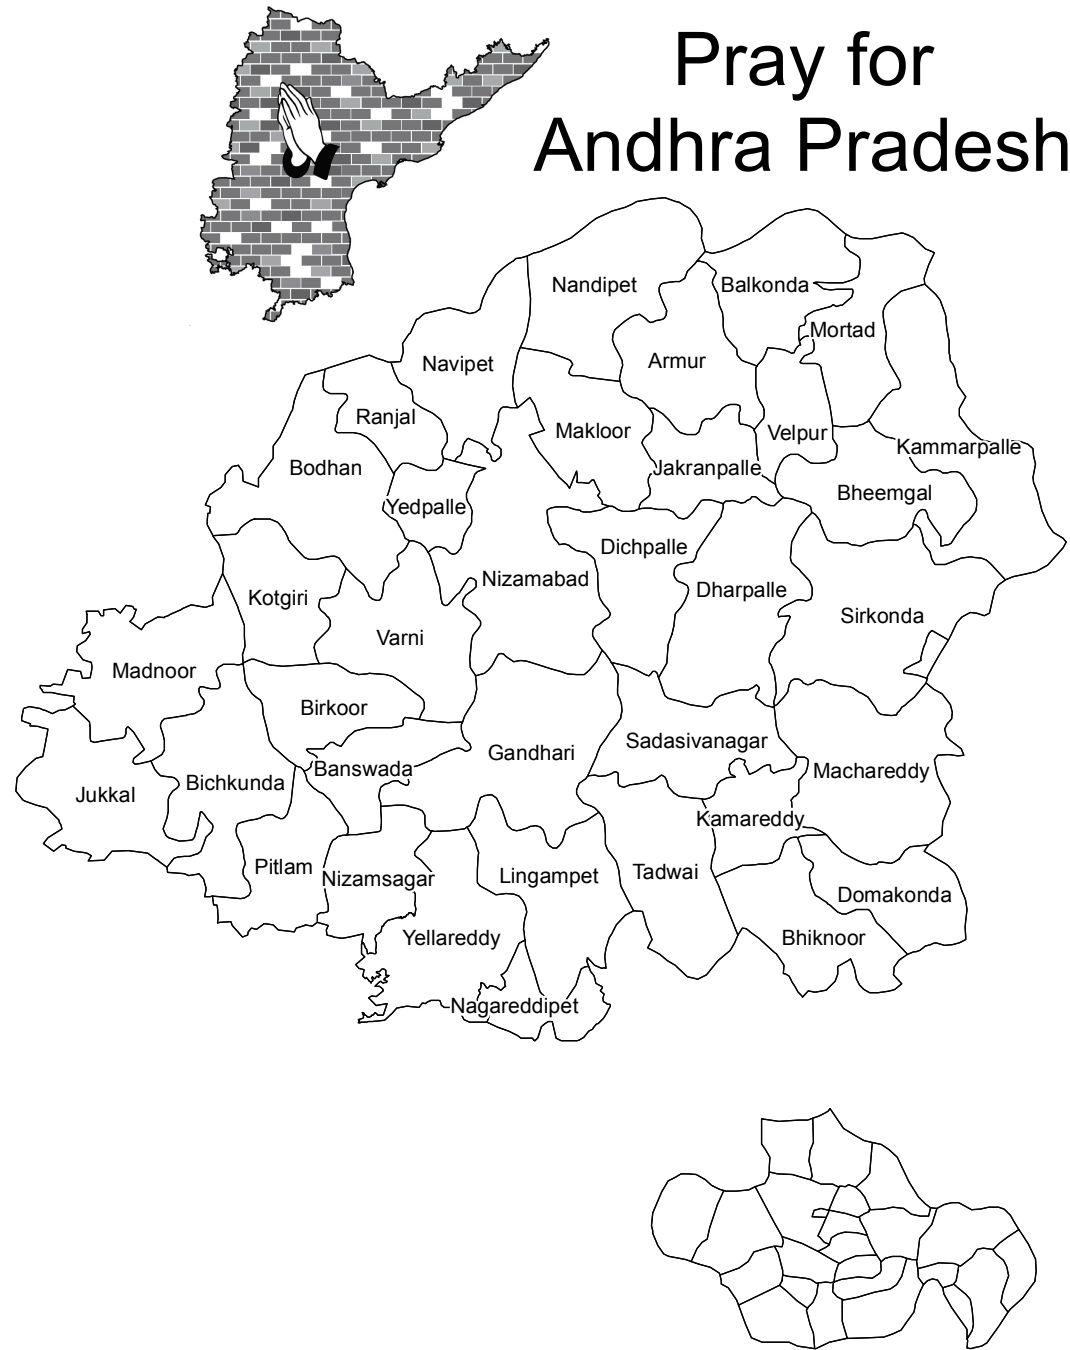 Pray for
Andhra Pradesh
Nandipet
Balkonda
Mortad
Navipet
Armur
Ranjal
Makloor
Velpur
Kammarpalle
Bodhan
Jakranpalle
Yedpalle
Bheemgal
Dichpalle
Nizamabad
Dharpalle
Kotgiri
Sirkonda
Varni
Madnoor
Birkoor
Gandhari
Sadasivanagar
Banswada
Machareddy
Bichkunda
Jukkal
Kamareddy
Pitlam
Nizamsagar
Lingampet
Tadwai
Domakonda
Yellareddy
Bhiknoor
Nagareddipet